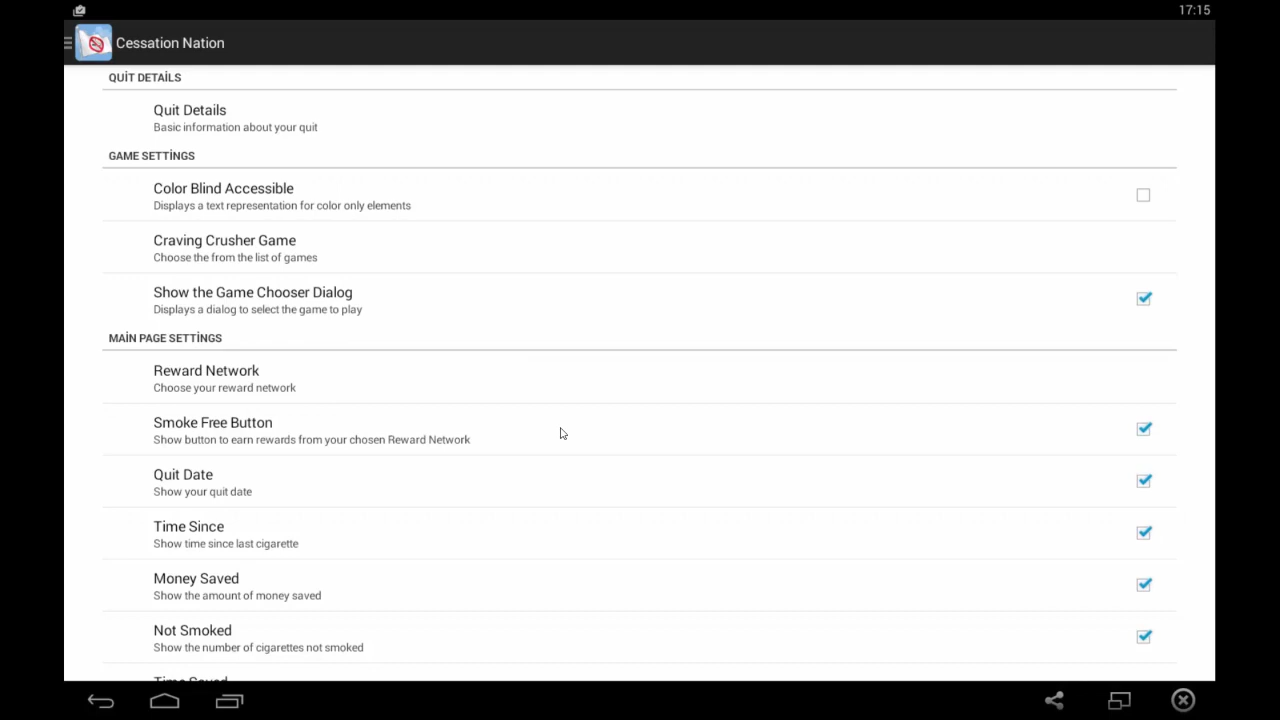 17:15
Cessation Nation
QUİT DETAİLS
Quit Details
Basic information about your quit
GAME SETTİNGS
Color Blind Accessible
Displays a text representation for color only elements
Craving Crusher Game
Choose the from the list of games
Show the Game Chooser Dialog
Displays a dialog to select the game to play
MAİN PAGE SETTİNGS
Reward Network
Choose your reward network
Smoke Free Button
Show button to earn rewards from your chosen Reward Network
Quit Date
Show your quit date
Time Since
Show time since last cigarette
Money Saved
Show the amount of money saved
Not Smoked
Show the number of cigarettes not smoked
Time Saved